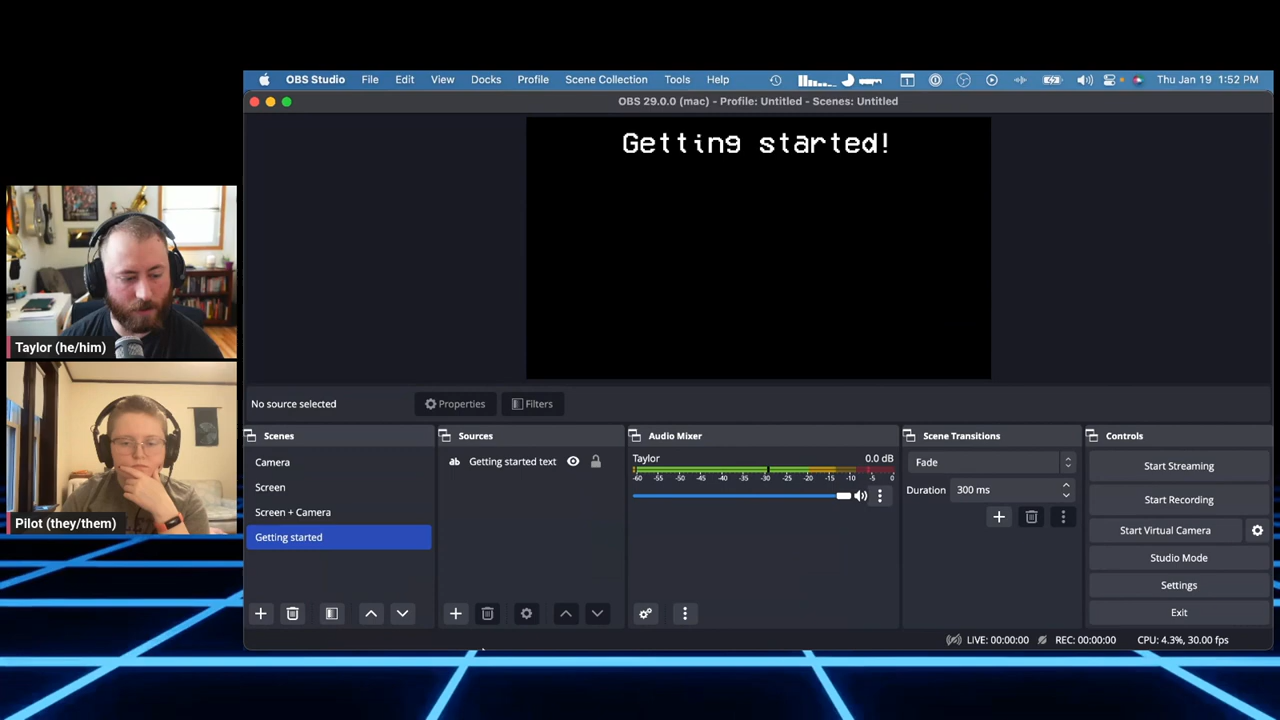 OBS Studio File Edit View Docks Profile Scene Collection Tools Help Thu Jan 19 1:52 PM
OBS 29.0.0 (mac) - Profile: Untitled - Scenes: Untitled
Getting started!
Taylor (he/him)
Pilot (they/them)
No source selected Properties Filters
Scenes
Camera
Screen
Screen + Camera
Getting started
Sources
ab Getting started text
Audio Mixer
Taylor 0.0 dB
-60 -55 -50 -45 -40 -35 -30 -25 -20 -15 -10 -5 0
Scene Transitions
Fade
Duration 300 ms
Controls
Start Streaming
Start Recording
Start Virtual Camera
Studio Mode
Settings
Exit
LIVE: 00:00:00 REC: 00:00:00 CPU: 4.3%, 30.00 fps